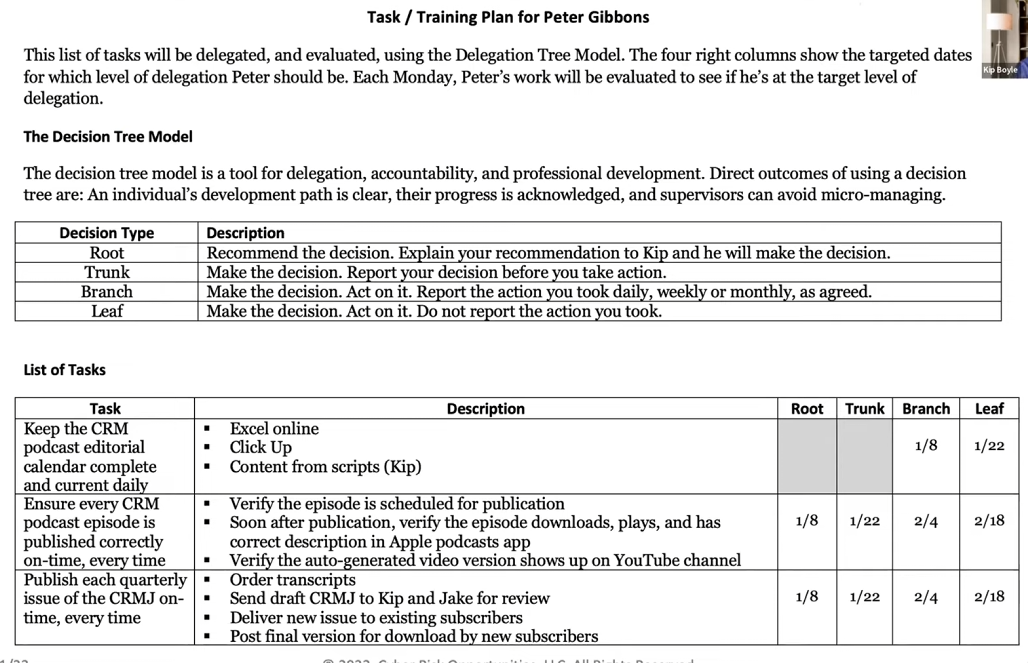 Task / Training Plan for Peter Gibbons
Kip Boyle
This list of tasks will be delegated, and evaluated, using the Delegation Tree Model. The four right columns show the targeted dates
for which level of delegation Peter should be. Each Monday, Peter's work will be evaluated to see if he's at the target level of
delegation.
The Decision Tree Model
The decision tree model is a tool for delegation, accountability, and professional development. Direct outcomes of using a decision
tree are: An individual's development path is clear, their progress is acknowledged, and supervisors can avoid micro-managing.
Decision Type Description
Root Recommend the decision. Explain your recommendation to Kip and he will make the decision.
Trunk Make the decision. Report your decision before you take action.
Branch Make the decision. Act on it. Report the action you took daily, weekly or monthly, as agreed.
Leaf Make the decision. Act on it. Do not report the action you took.
List of Tasks
Task Description Root Trunk Branch Leaf
Keep the CRM ▪ Excel online
podcast editorial ▪ Click Up 1/8 1/22
calendar complete ▪ Content from scripts (Kip)
and current daily
Ensure every CRM ▪ Verify the episode is scheduled for publication
podcast episode is ▪ Soon after publication, verify the episode downloads, plays, and has 1/8 1/22 2/4 2/18
published correctly correct description in Apple podcasts app
on-time, every time ▪ Verify the auto-generated video version shows up on YouTube channel
Publish each quarterly ▪ Order transcripts
issue of the CRMJ on- ▪ Send draft CRMJ to Kip and Jake for review 1/8 1/22 2/4 2/18
time, every time ▪ Deliver new issue to existing subscribers
▪ Post final version for download by new subscribers